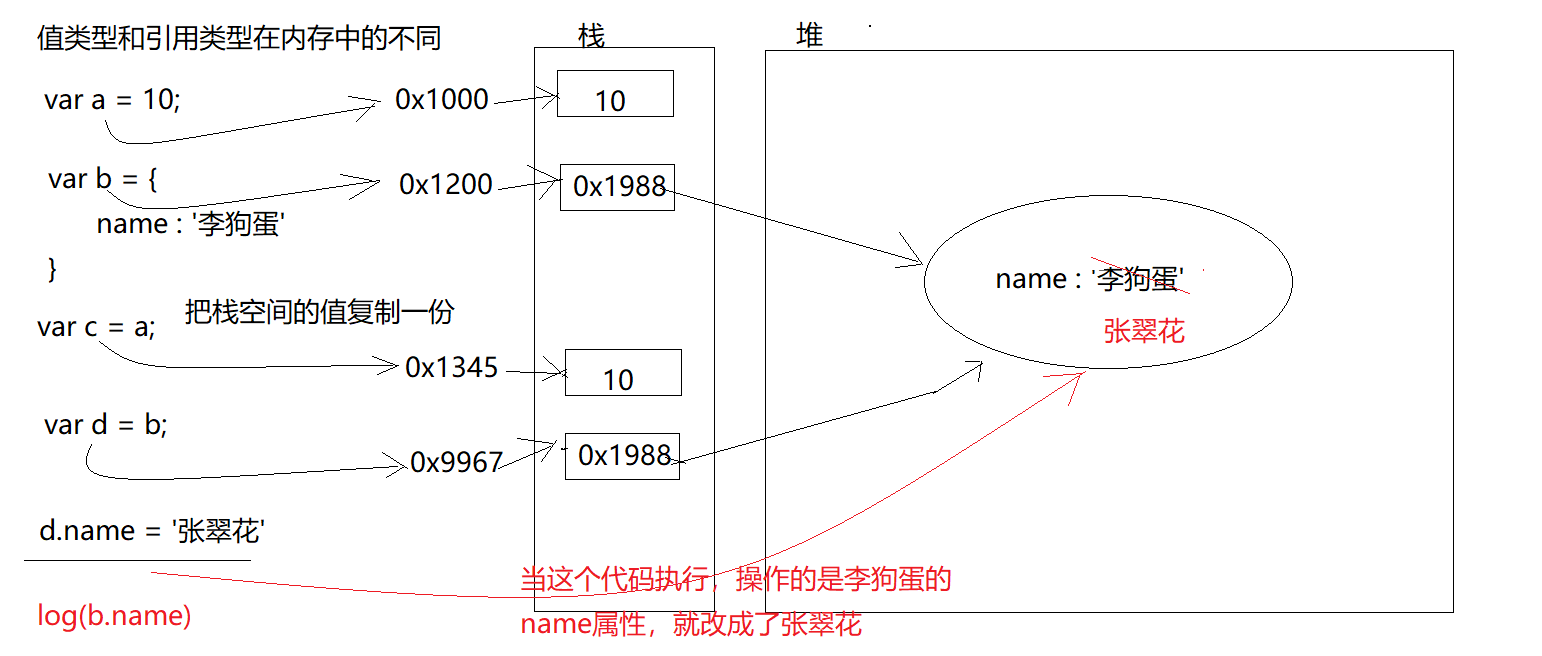 值类型和引用类型在内存中的不同
栈
堆
var a = 10;
0x1000
10
var b = {
0x1200
0x1988
name : '李狗蛋'
}
name : '李狗蛋'
张翠花
把栈空间的值复制一份
var c = a;
0x1345
10
var d = b;
0x9967
0x1988
d.name = '张翠花'
当这个代码执行，操作的是李狗蛋的
name属性，就改成了张翠花
log(b.name)